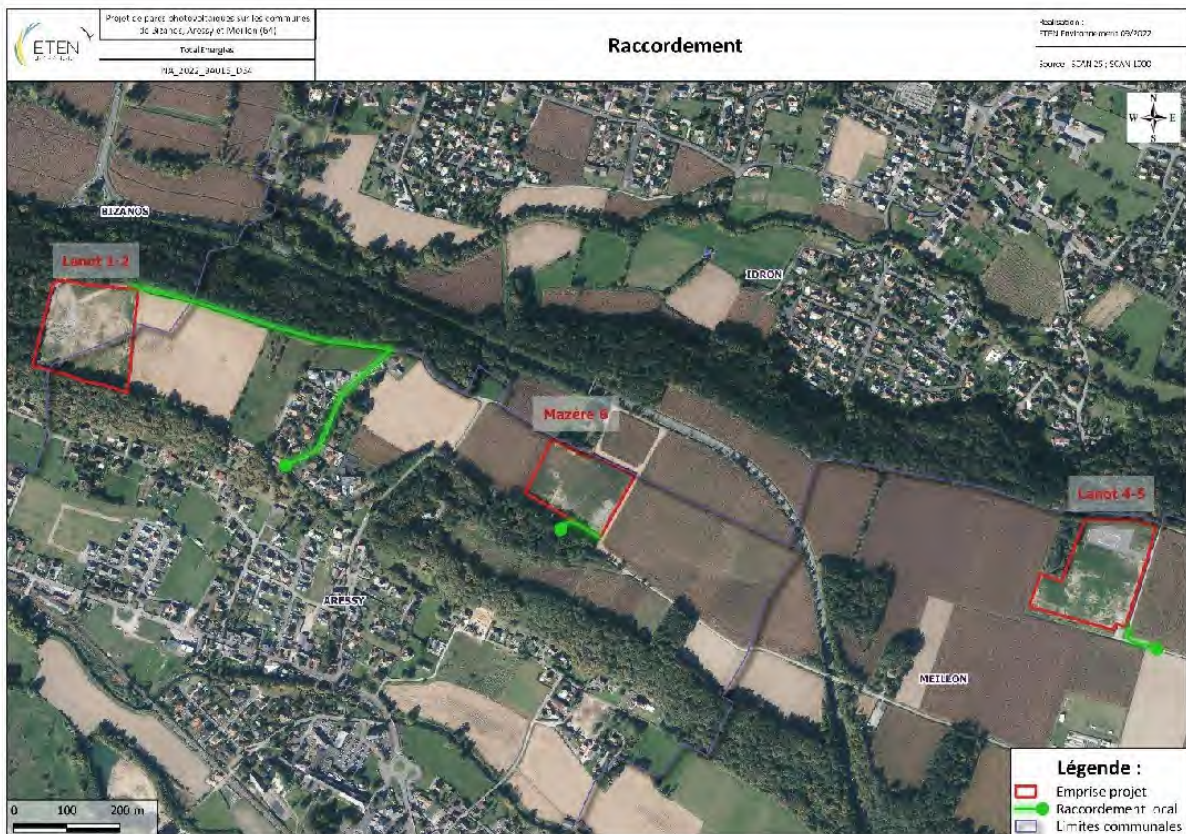 ETEN
Projet de parcs photovoltaïques sur les communes
de Bizanos, Aressy et Meillon (64)
TotalEnergies
Raccordement
Réalisation :
ETEN Environnement 09/2022
Source : SCAN 25 ; SCAN 1000
N
W E
S
BIZANOS
Lanot 1-2
IDRON
Mazère 6
Lanot 4-5
ARESSY
MEILLON
0 100 200 m
Légende :
Emprise projet
Raccordement local
Limites communales